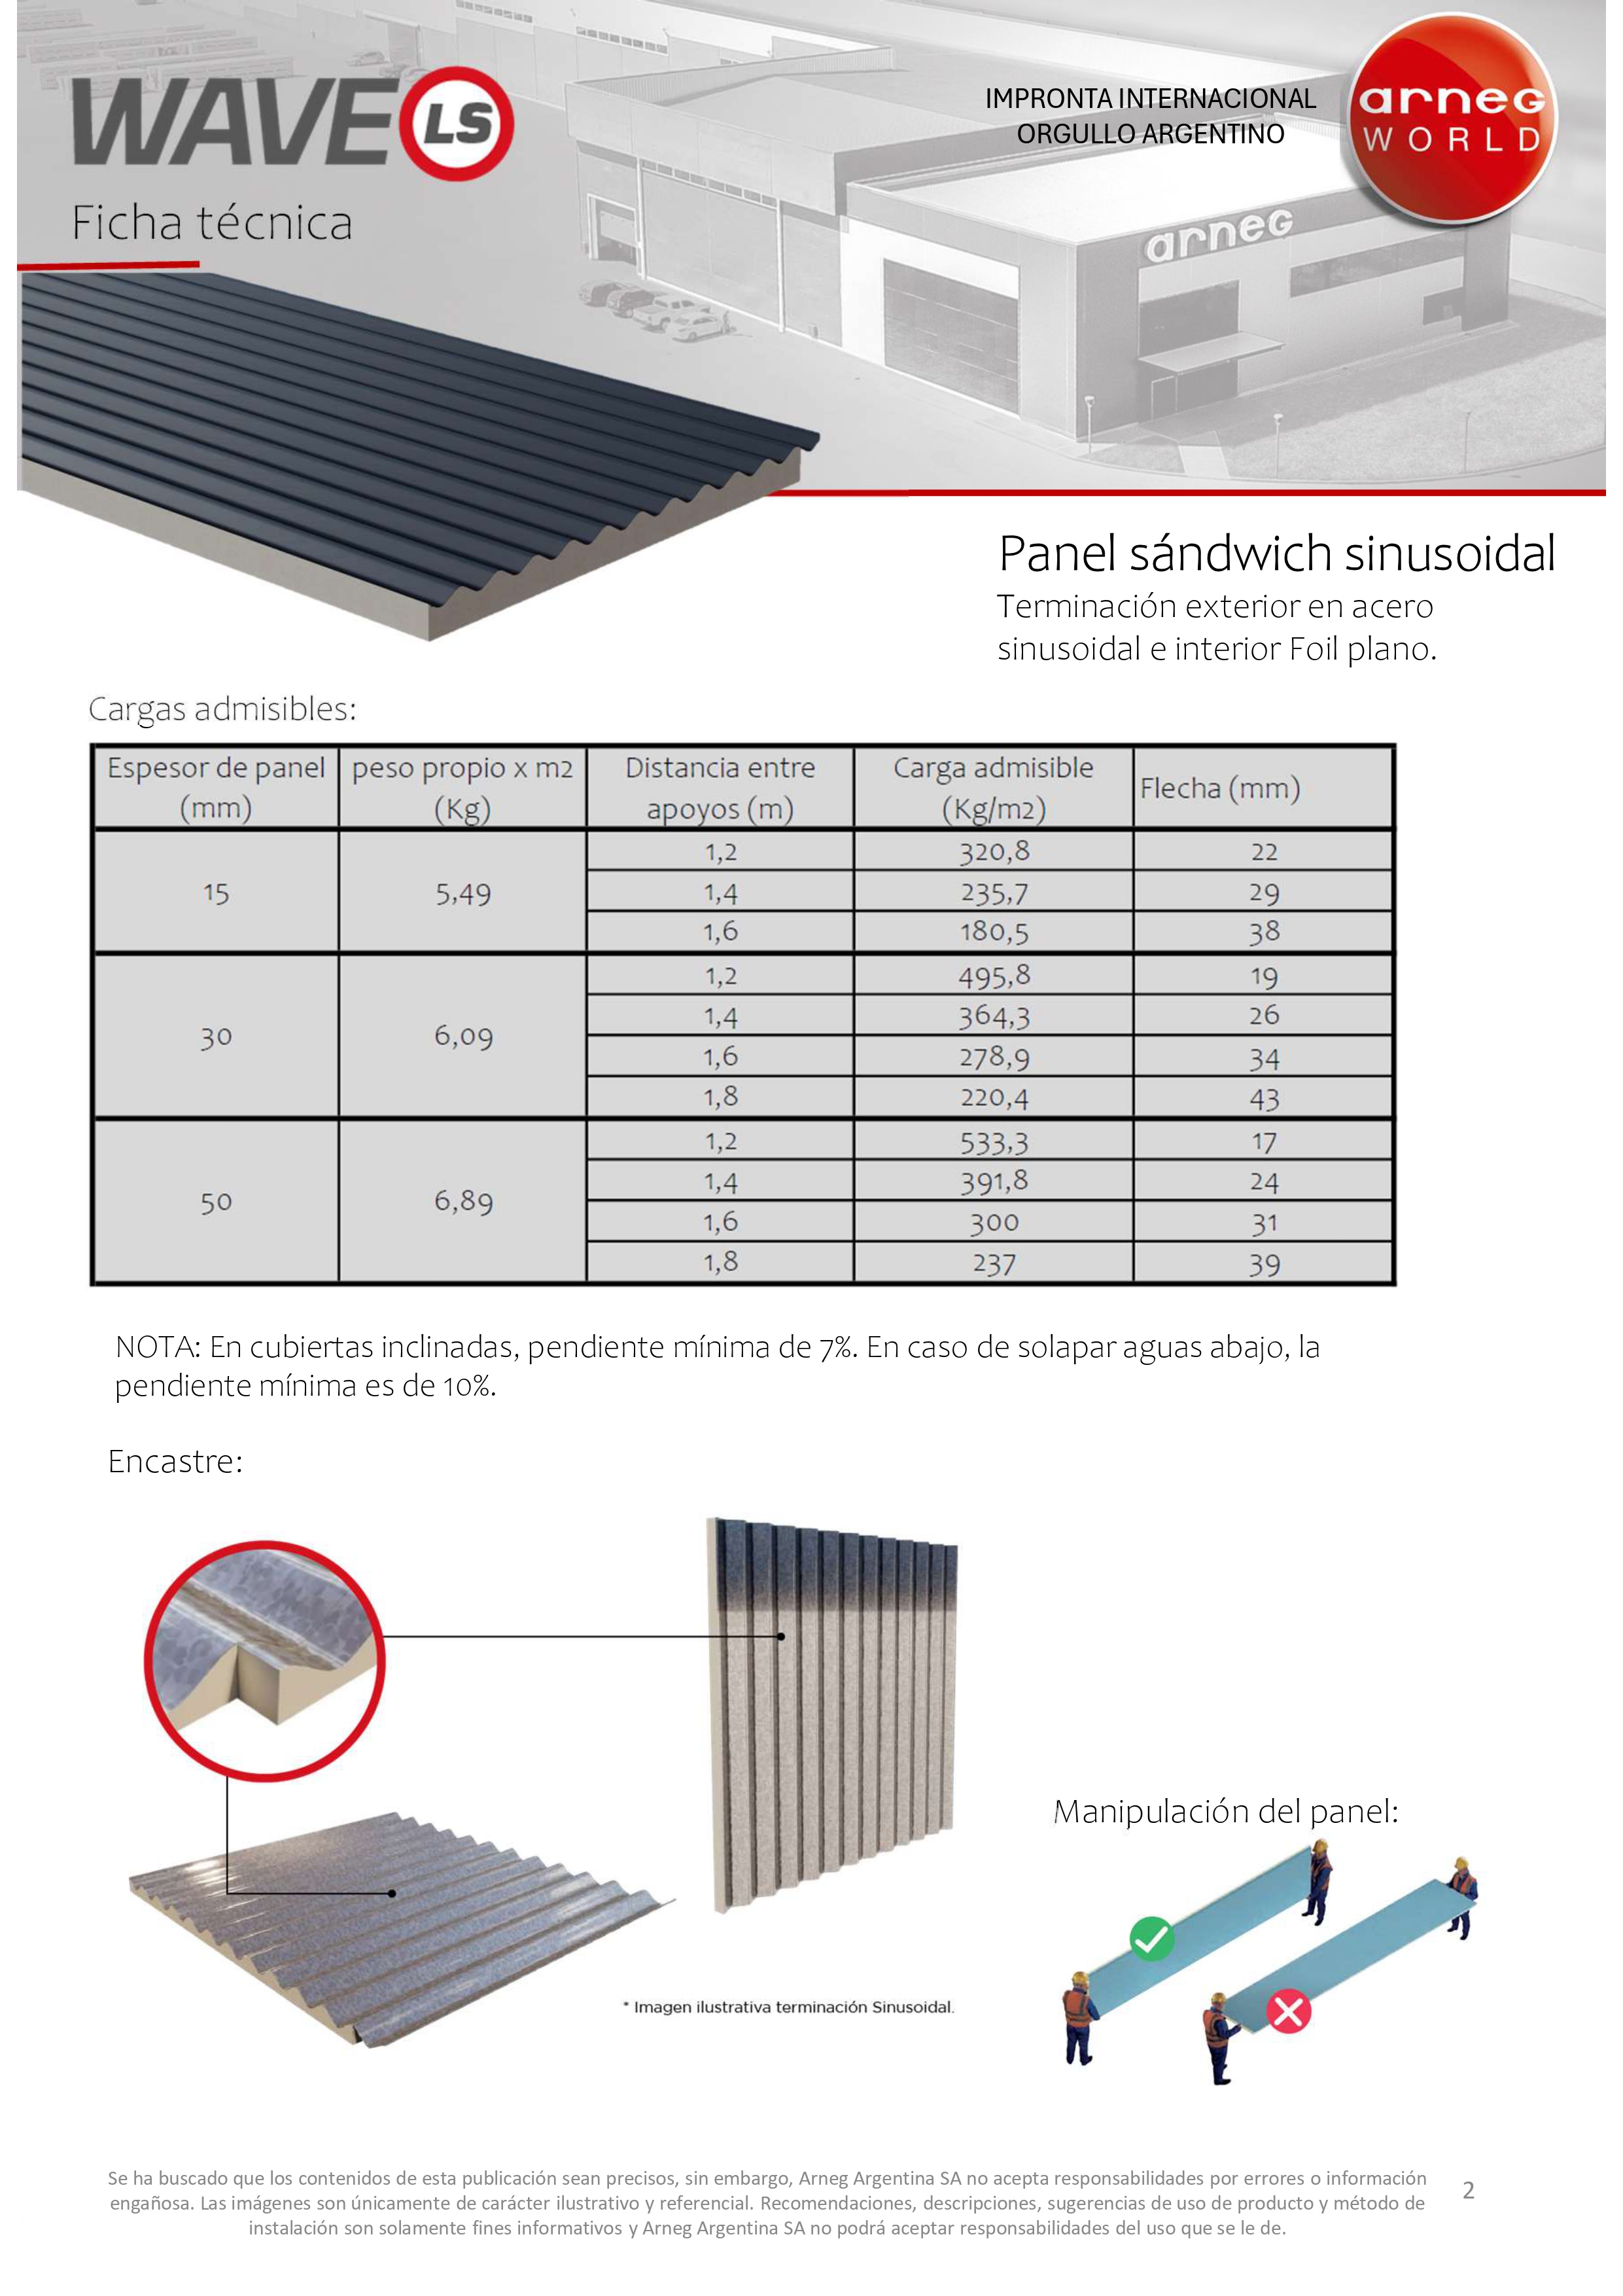 WAVE LS
Ficha técnica
IMPRONTA INTERNACIONAL
ORGULLO ARGENTINO
arneg
WORLD
arneg
Panel sándwich sinusoidal
Terminación exterior en acero
sinusoidal e interior Foil plano.
Cargas admisibles:
Espesor de panel (mm) | peso propio x m2 (Kg) | Distancia entre apoyos (m) | Carga admisible (Kg/m2) | Flecha (mm)
15 | 5,49 | 1,2 | 320,8 | 22
1,4 | 235,7 | 29
1,6 | 180,5 | 38
30 | 6,09 | 1,2 | 495,8 | 19
1,4 | 364,3 | 26
1,6 | 278,9 | 34
1,8 | 220,4 | 43
50 | 6,89 | 1,2 | 533,3 | 17
1,4 | 391,8 | 24
1,6 | 300 | 31
1,8 | 237 | 39
NOTA: En cubiertas inclinadas, pendiente mínima de 7%. En caso de solapar aguas abajo, la
pendiente mínima es de 10%.
Encastre:
Manipulación del panel:
* Imagen ilustrativa terminación Sinusoidal.
Se ha buscado que los contenidos de esta publicación sean precisos, sin embargo, Arneg Argentina SA no acepta responsabilidades por errores o información
engañosa. Las imágenes son únicamente de carácter ilustrativo y referencial. Recomendaciones, descripciones, sugerencias de uso de producto y método de
instalación son solamente fines informativos y Arneg Argentina SA no podrá aceptar responsabilidades del uso que se le de.
2